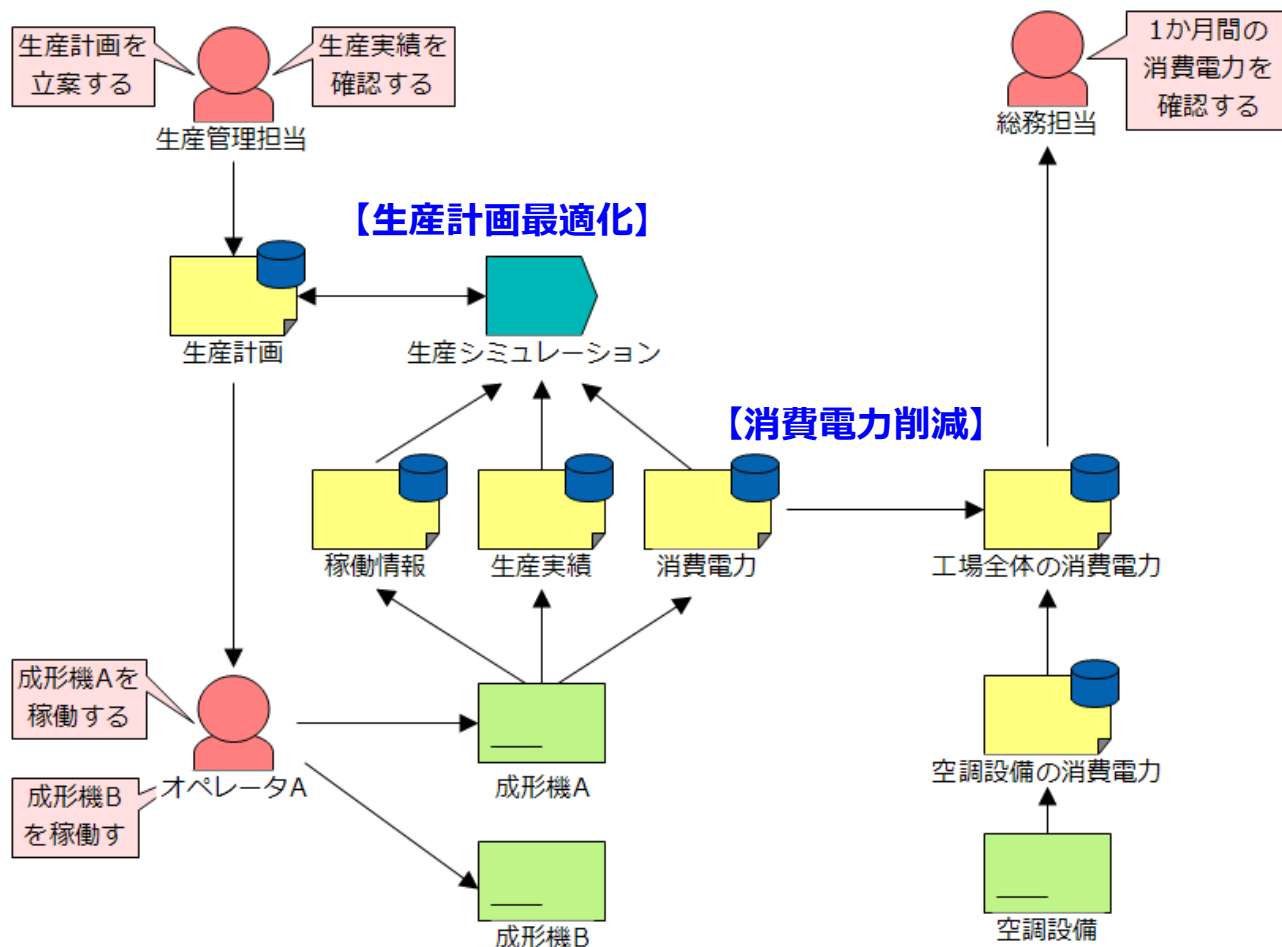 生産計画を
立案する
生産実績を
確認する
生産管理担当
1か月間の
消費電力を
確認する
総務担当
【生産計画最適化】
生産計画
生産シミュレーション
【消費電力削減】
稼働情報
生産実績
消費電力
工場全体の消費電力
成形機Aを
稼働する
オペレータA
成形機B
を稼働す
成形機A
空調設備の消費電力
成形機B
空調設備